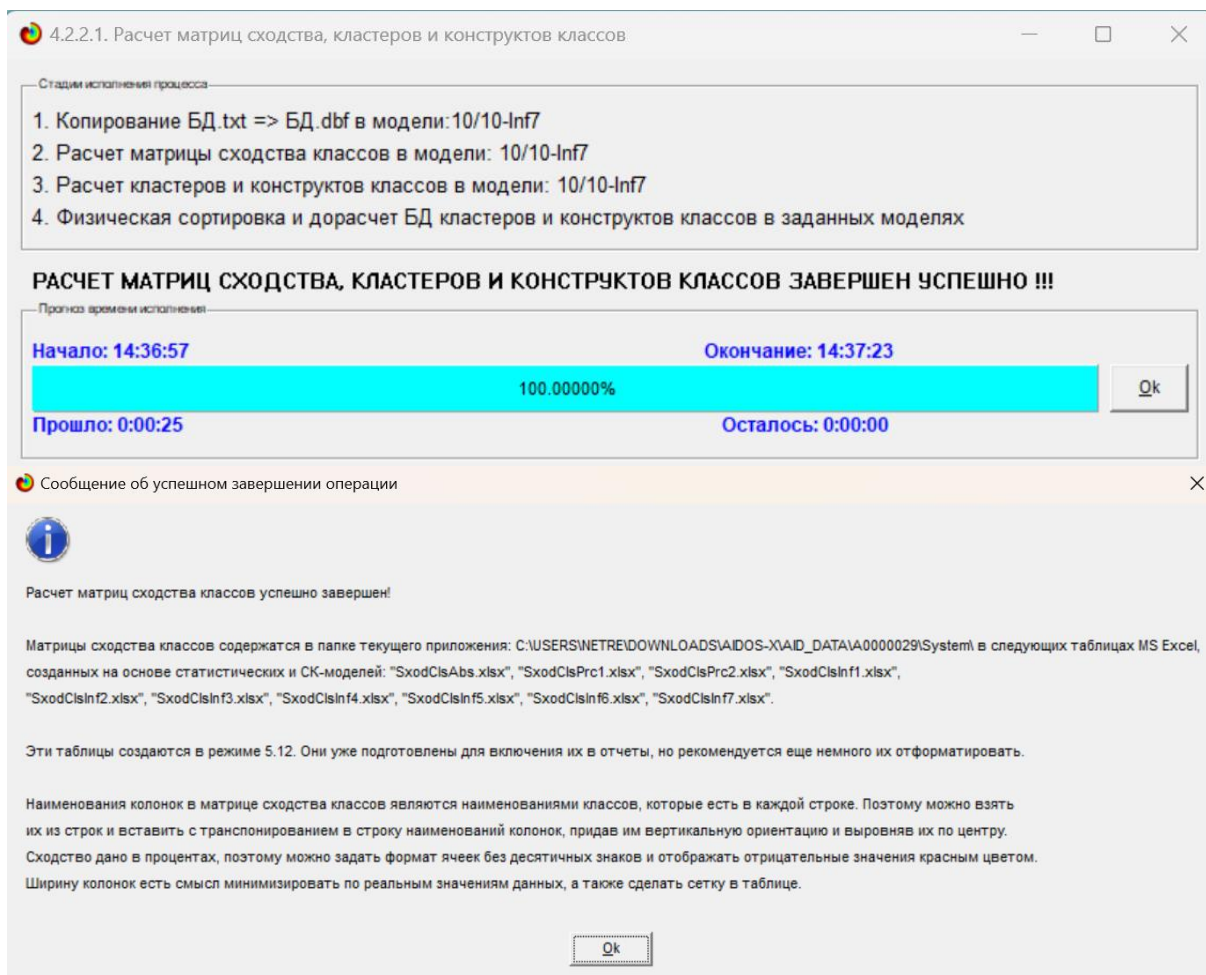 4.2.2.1. Расчет матриц сходства, кластеров и конструктов классов
Стадии исполнения процесса
1. Копирование БД.txt => БД.dbf в модели:10/10-Inf7
2. Расчет матрицы сходства классов в модели: 10/10-Inf7
3. Расчет кластеров и конструктов классов в модели: 10/10-Inf7
4. Физическая сортировка и дорасчет БД кластеров и конструктов классов в заданных моделях
РАСЧЕТ МАТРИЦ СХОДСТВА, КЛАСТЕРОВ И КОНСТРУКТОВ КЛАССОВ ЗАВЕРШЕН УСПЕШНО !!!
Прогноз времени исполнения
Начало: 14:36:57 Окончание: 14:37:23
100.00000% Ok
Прошло: 0:00:25 Осталось: 0:00:00
Сообщение об успешном завершении операции
Расчет матриц сходства классов успешно завершен!
Матрицы сходства классов содержатся в папке текущего приложения: C:\USERS\NETRE\DOWNLOADS\AIDOS-X\AID_DATA\A0000029\System\ в следующих таблицах MS Excel,
созданных на основе статистических и СК-моделей: "SxodClsAbs.xlsx", "SxodClsPrc1.xlsx", "SxodClsPrc2.xlsx", "SxodClsInf1.xlsx",
"SxodClsInf2.xlsx", "SxodClsInf3.xlsx", "SxodClsInf4.xlsx", "SxodClsInf5.xlsx", "SxodClsInf6.xlsx", "SxodClsInf7.xlsx".
Эти таблицы создаются в режиме 5.12. Они уже подготовлены для включения их в отчеты, но рекомендуется еще немного их отформатировать.
Наименования колонок в матрице сходства классов являются наименованиями классов, которые есть в каждой строке. Поэтому можно взять
их из строк и вставить с транспонированием в строку наименований колонок, придав им вертикальную ориентацию и выровняв их по центру.
Сходство дано в процентах, поэтому можно задать формат ячеек без десятичных знаков и отображать отрицательные значения красным цветом.
Ширину колонок есть смысл минимизировать по реальным значениям данных, а также сделать сетку в таблице.
Ok